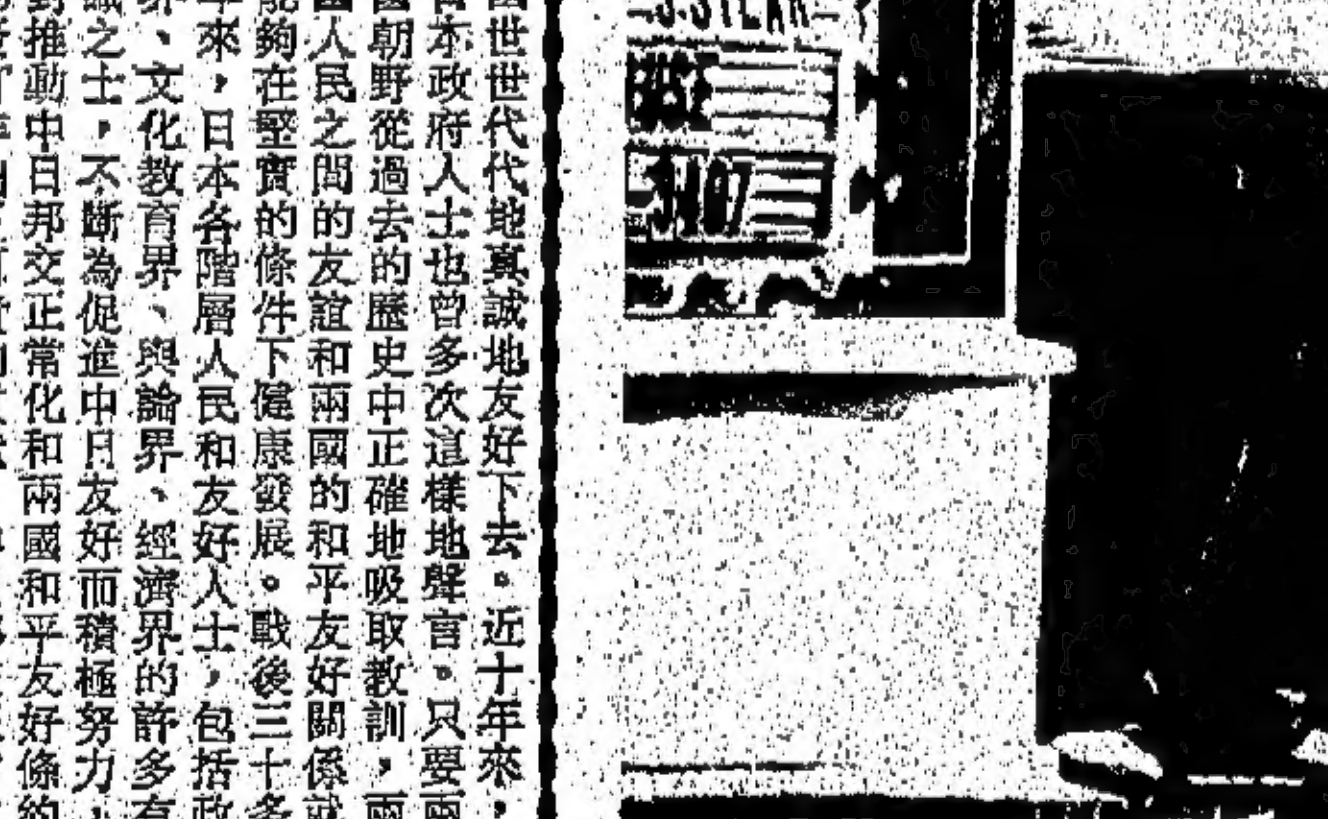 世世代代地真誠地友好下去。近十年來,
日本政府人士也曾多次這樣地聲言。只要兩
國朝野從過去的歷史中正確地吸取教訓,兩
國人民之間的友誼和兩國的和平友好關係
能夠在堅實的條件下健康發展。戰後三十多
年來,日本各階層人民和友好人士,包括政
界、文化教育界、與論界、經濟界的許多有
識之士,不斷為促進中日友好而積極努力,
對推動中日邦交正常化和兩國和平友好條約
3407